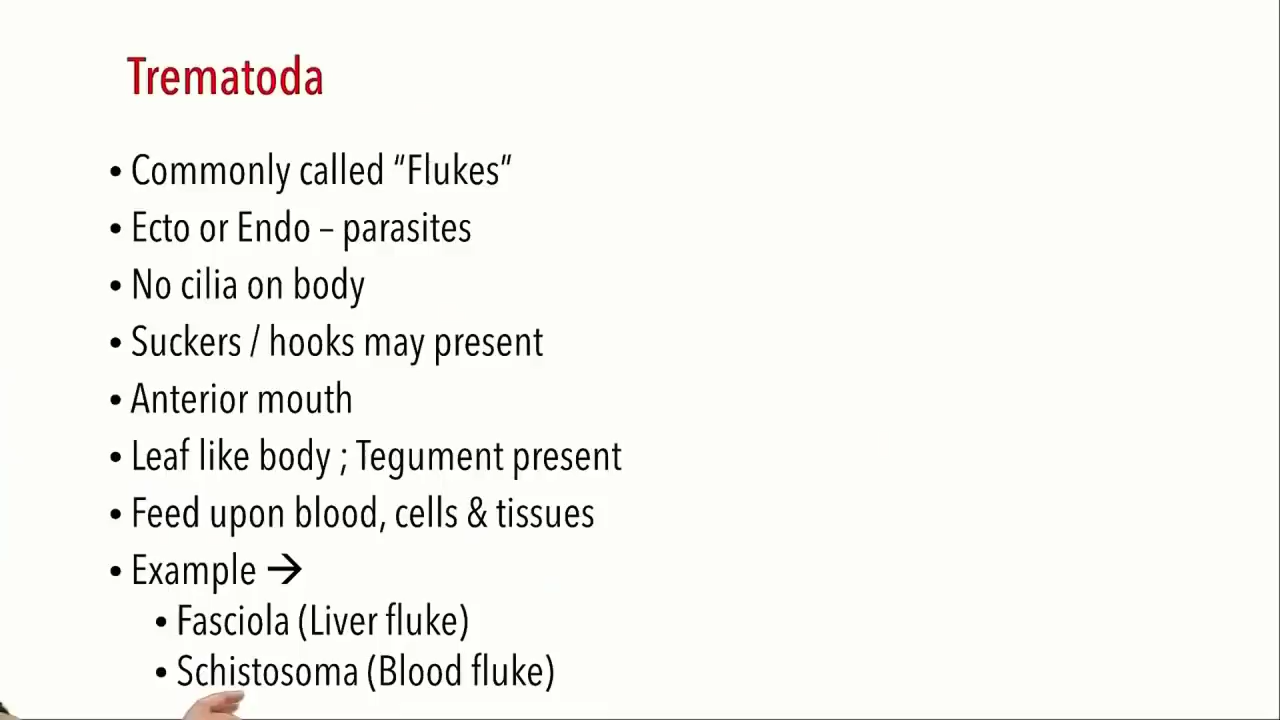 Trematoda
• Commonly called “Flukes”
• Ecto or Endo – parasites
• No cilia on body
• Suckers / hooks may present
• Anterior mouth
• Leaf like body ; Tegument present
• Feed upon blood, cells & tissues
• Example →
• Fasciola (Liver fluke)
• Schistosoma (Blood fluke)